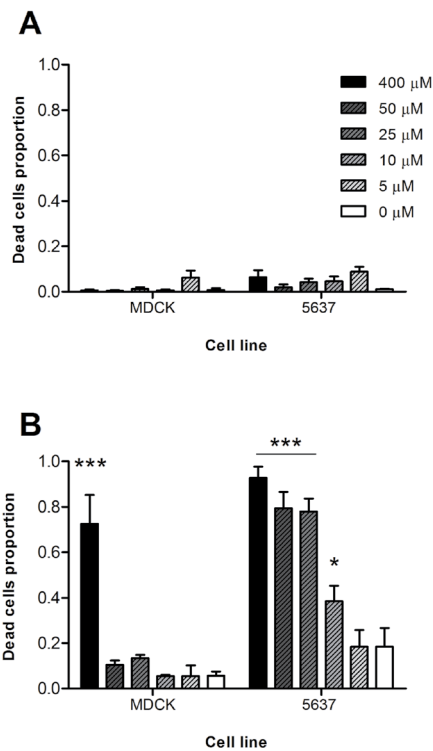 A
1.0
0.8
0.6
0.4
0.2
0.0
Dead cells proportion
400 μM
50 μM
25 μM
10 μM
5 μM
0 μM
MDCK 5637
Cell line
B
1.0
0.8
0.6
0.4
0.2
0.0
Dead cells proportion
*** ***
*
MDCK 5637
Cell line